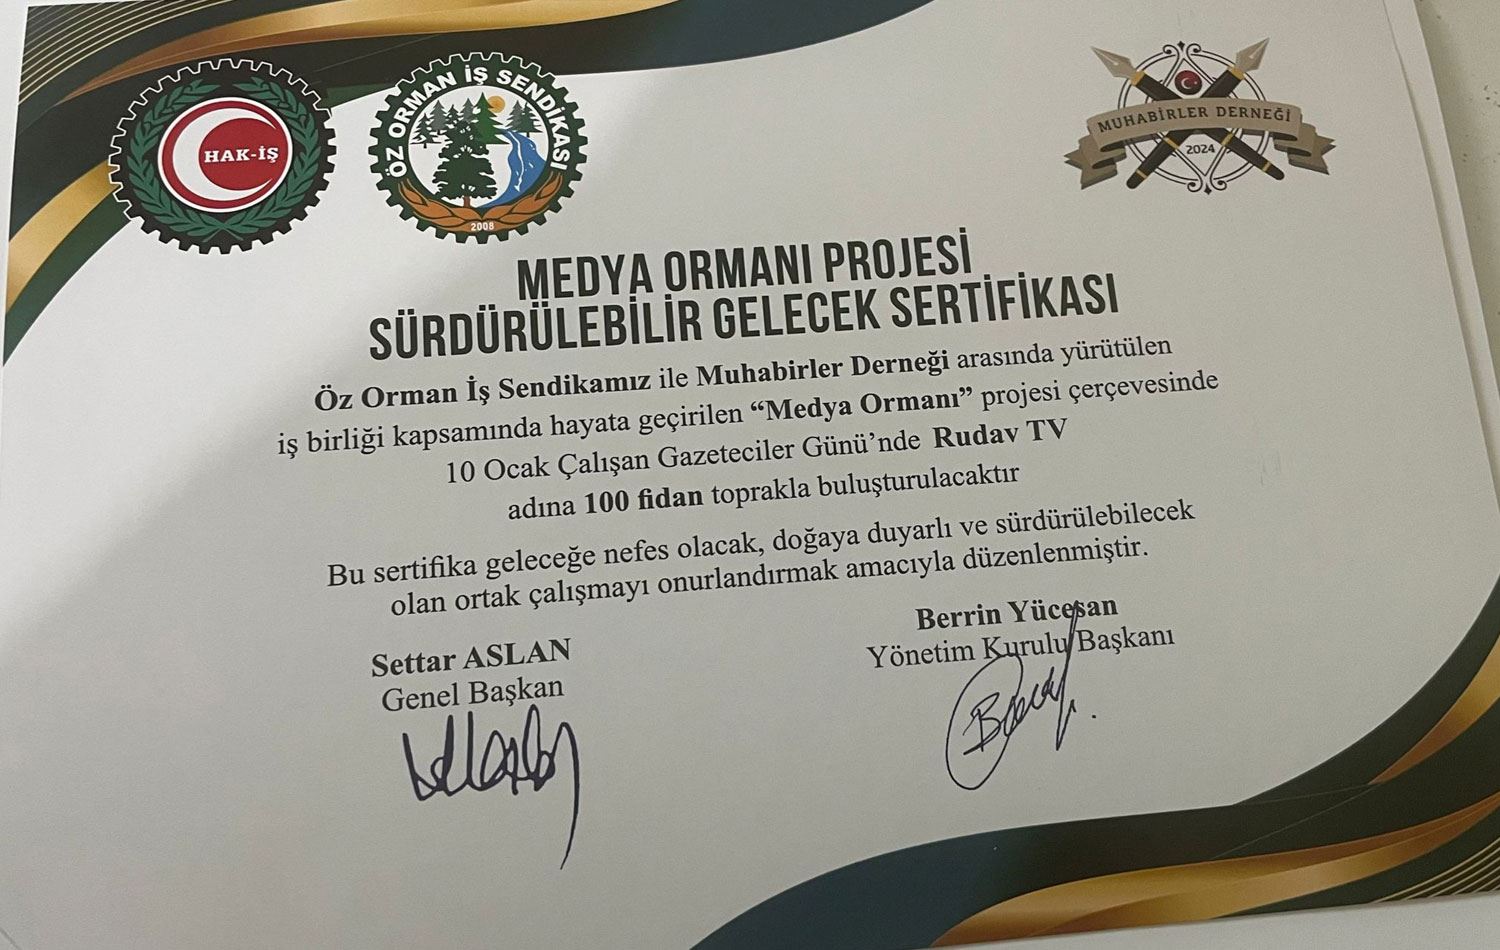 HAK-İŞ
ÖZ ORMAN İŞ SENDİKASI
2008
MUHABİRLER DERNEĞİ
2024
MEDYA ORMANI PROJESİ
SÜRDÜRÜLEBİLİR GELECEK SERTİFİKASI
Öz Orman İş Sendikamız ile Muhabirler Derneği arasında yürütülen
iş birliği kapsamında hayata geçirilen “Medya Ormanı” projesi çerçevesinde
10 Ocak Çalışan Gazeteciler Günü’nde Rudav TV
adına 100 fidan toprakla buluşturulacaktır
Bu sertifika geleceğe nefes olacak, doğaya duyarlı ve sürdürülebilecek
olan ortak çalışmayı onurlandırmak amacıyla düzenlenmiştir.
Settar ASLAN
Genel Başkan
Berrin Yücesan
Yönetim Kurulu Başkanı